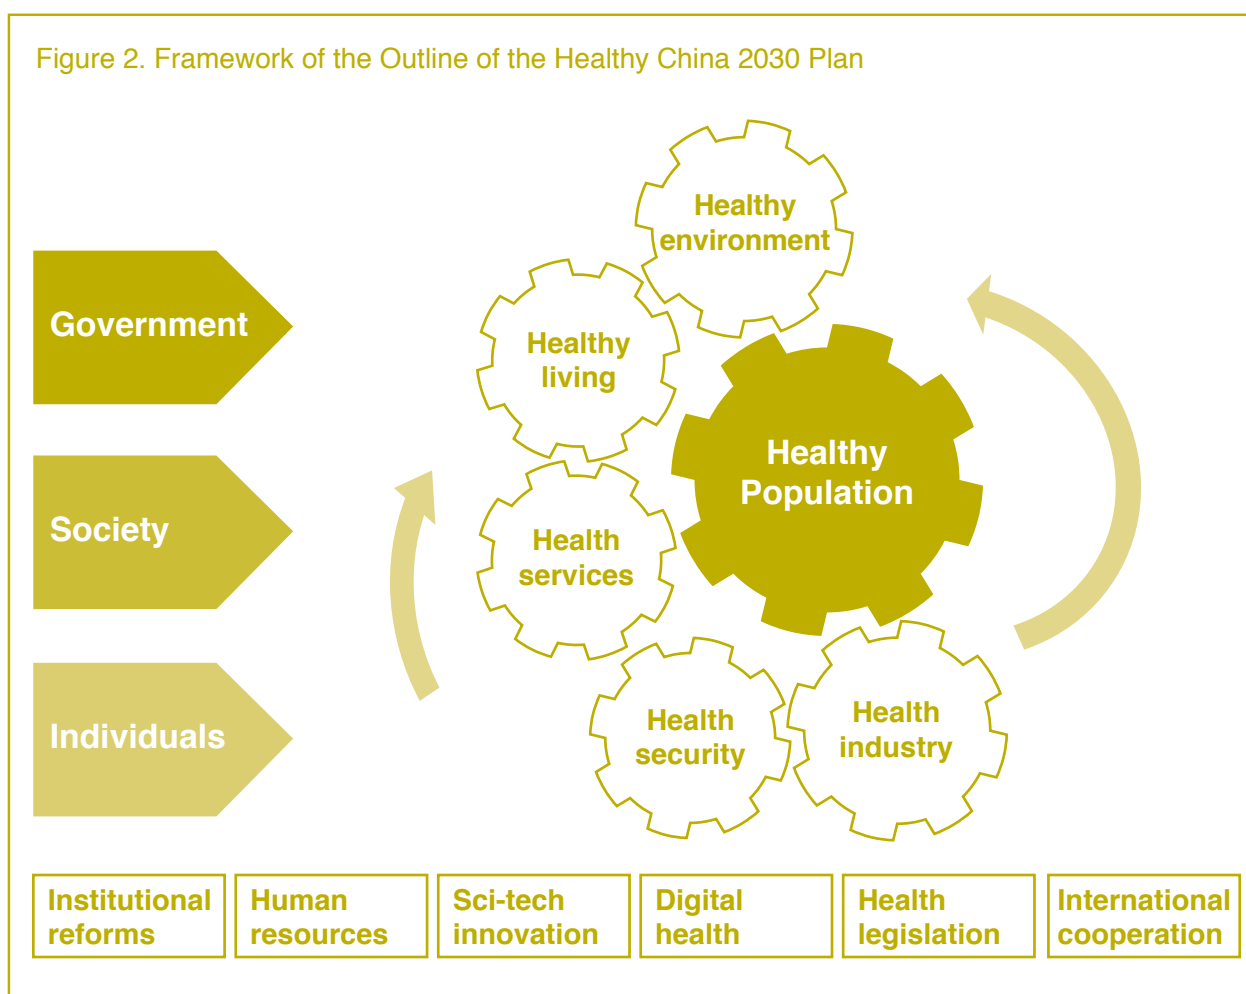 Figure 2. Framework of the Outline of the Healthy China 2030 Plan
Government
Society
Individuals
Healthy
environment
Healthy
living
Health
services
Health
security
Health
industry
Healthy
Population
Institutional
reforms
Human
resources
Sci-tech
innovation
Digital
health
Health
legislation
International
cooperation